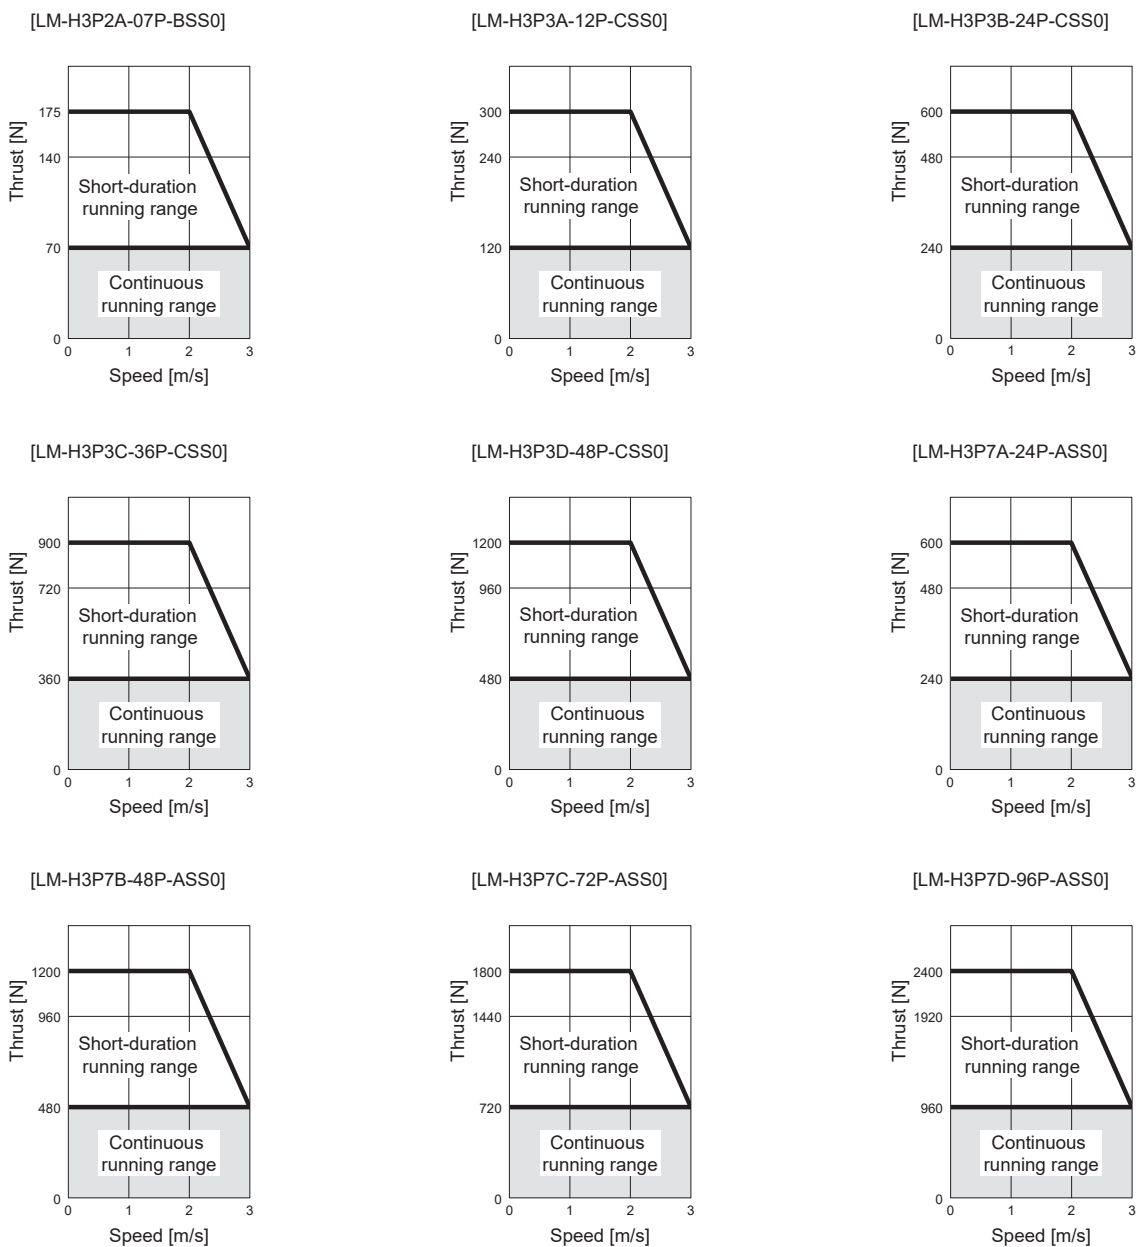 [LM-H3P2A-07P-BSS0]
175
140
70
0
Thrust [N]
Short-duration
running range
Continuous
running range
0 1 2 3
Speed [m/s]
[LM-H3P3A-12P-CSS0]
300
240
120
0
Thrust [N]
Short-duration
running range
Continuous
running range
0 1 2 3
Speed [m/s]
[LM-H3P3B-24P-CSS0]
600
480
240
0
Thrust [N]
Short-duration
running range
Continuous
running range
0 1 2 3
Speed [m/s]
[LM-H3P3C-36P-CSS0]
900
720
360
0
Thrust [N]
Short-duration
running range
Continuous
running range
0 1 2 3
Speed [m/s]
[LM-H3P3D-48P-CSS0]
1200
960
480
0
Thrust [N]
Short-duration
running range
Continuous
running range
0 1 2 3
Speed [m/s]
[LM-H3P7A-24P-ASS0]
600
480
240
0
Thrust [N]
Short-duration
running range
Continuous
running range
0 1 2 3
Speed [m/s]
[LM-H3P7B-48P-ASS0]
1200
960
480
0
Thrust [N]
Short-duration
running range
Continuous
running range
0 1 2 3
Speed [m/s]
[LM-H3P7C-72P-ASS0]
1800
1440
720
0
Thrust [N]
Short-duration
running range
Continuous
running range
0 1 2 3
Speed [m/s]
[LM-H3P7D-96P-ASS0]
2400
1920
960
0
Thrust [N]
Short-duration
running range
Continuous
running range
0 1 2 3
Speed [m/s]